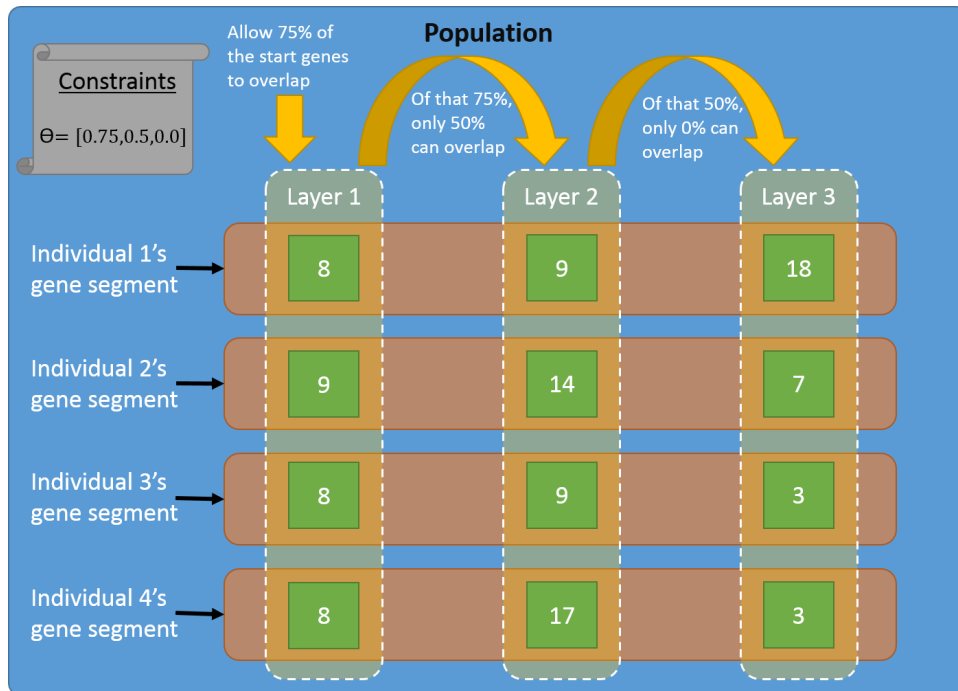 Allow 75% of
the start genes
to overlap
Population
Constraints
Ɵ= [0.75,0.5,0.0]
Of that 75%,
only 50%
can overlap
Of that 50%,
only 0% can
overlap
Layer 1
Layer 2
Layer 3
Individual 1’s
gene segment
8
9
18
Individual 2’s
gene segment
9
14
7
Individual 3’s
gene segment
8
9
3
Individual 4’s
gene segment
8
17
3